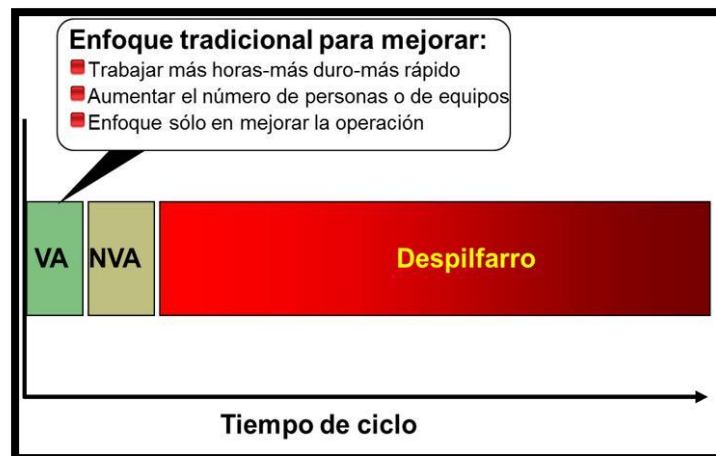 Enfoque tradicional para mejorar:
Trabajar más horas-más duro-más rápido
Aumentar el número de personas o de equipos
Enfoque sólo en mejorar la operación
VA
NVA
Despilfarro
Tiempo de ciclo